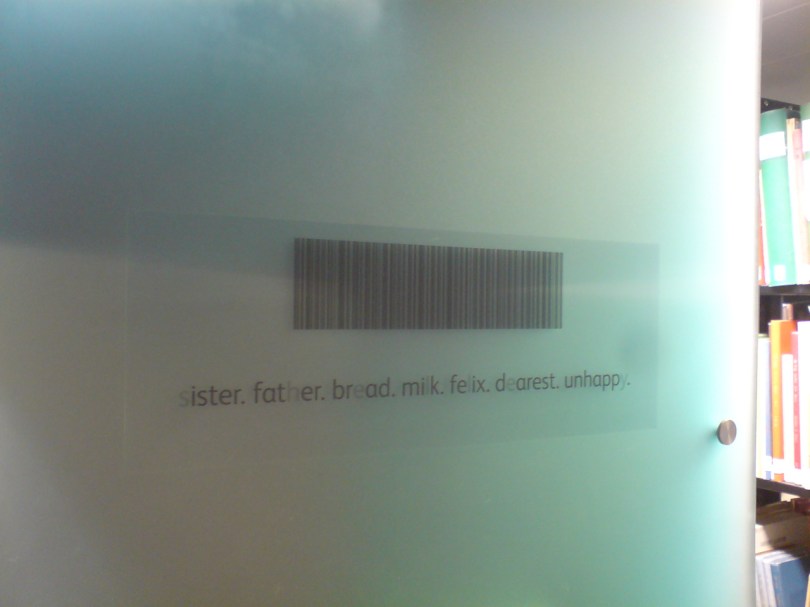 sister. father. bread. milk. felix. dearest. unhappy.